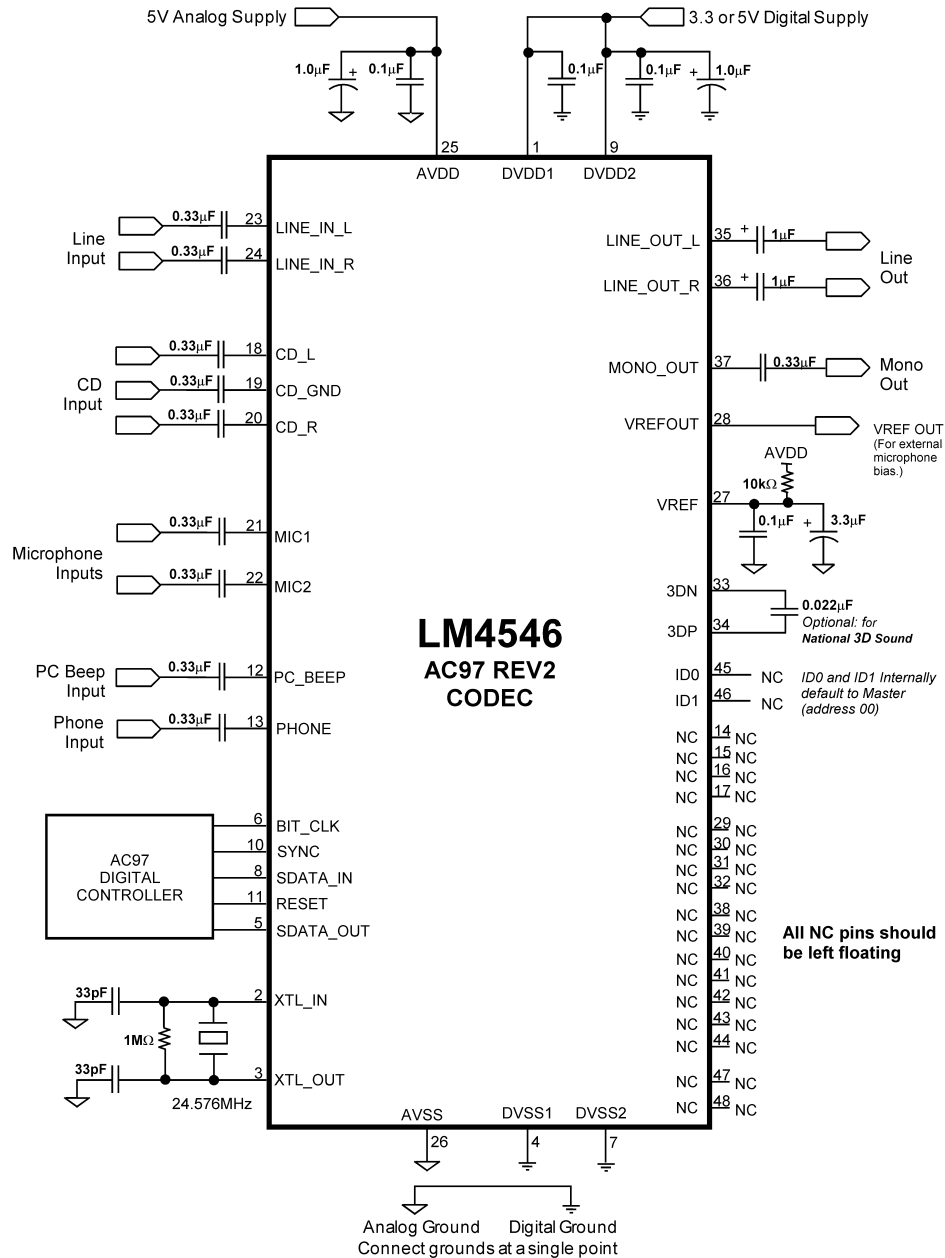 5V Analog Supply
3.3 or 5V Digital Supply
1.0µF +
0.1µF
0.1µF
0.1µF
+ 1.0µF
25
1
9
AVDD
DVDD1
DVDD2
Line
Input
0.33µF
23
LINE_IN_L
0.33µF
24
LINE_IN_R
CD
Input
0.33µF
18
CD_L
0.33µF
19
CD_GND
0.33µF
20
CD_R
Microphone
Inputs
0.33µF
21
MIC1
0.33µF
22
MIC2
PC Beep
Input
0.33µF
12
PC_BEEP
Phone
Input
0.33µF
13
PHONE
AC97
DIGITAL
CONTROLLER
6
BIT_CLK
10
SYNC
8
SDATA_IN
11
RESET
5
SDATA_OUT
33pF
2
XTL_IN
1MΩ
33pF
3
XTL_OUT
24.576MHz
LM4546
AC97 REV2
CODEC
LINE_OUT_L
35
+
1µF
LINE_OUT_R
36
+
1µF
Line
Out
MONO_OUT
37
0.33µF
Mono
Out
VREFOUT
28
VREF OUT
(For external
microphone
bias.)
AVDD
10kΩ
VREF
27
0.1µF
+ 3.3µF
3DN
33
3DP
34
0.022µF
Optional: for
National 3D Sound
ID0
45
NC
ID1
46
NC
ID0 and ID1 Internally
default to Master
(address 00)
NC 14 NC
NC 15 NC
NC 16 NC
NC 17 NC
NC 29 NC
NC 30 NC
NC 31 NC
NC 32 NC
NC 38 NC
NC 39 NC
NC 40 NC
NC 41 NC
NC 42 NC
NC 43 NC
NC 44 NC
NC 47 NC
NC 48 NC
All NC pins should
be left floating
AVSS
DVSS1
DVSS2
26
4
7
Analog Ground
Digital Ground
Connect grounds at a single point